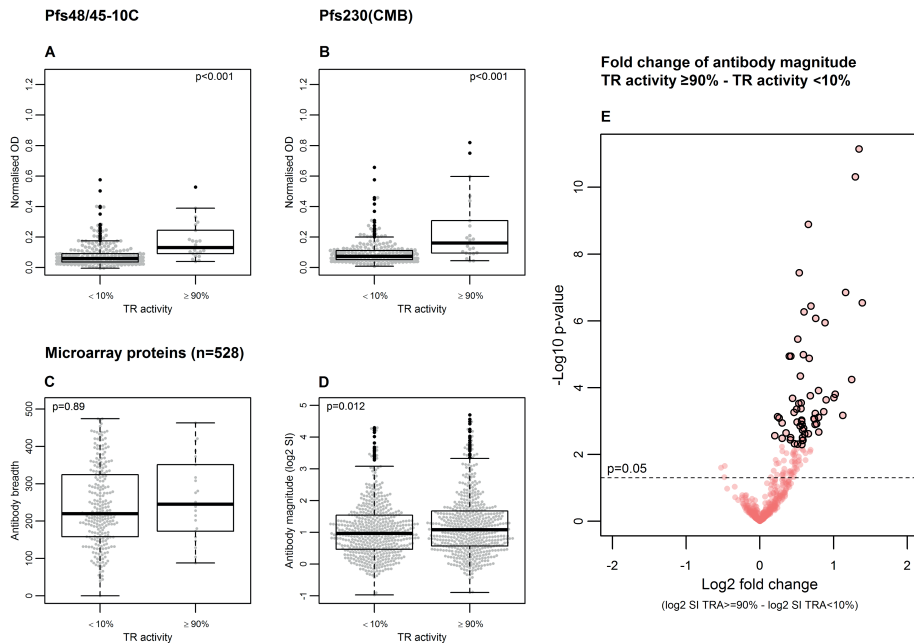 Pfs48/45-10C
A
p<0.001
Normalised OD
0.0
0.2
0.4
0.6
0.8
1.0
1.2
< 10%
≥ 90%
TR activity
Pfs230(CMB)
B
p<0.001
Normalised OD
0.0
0.2
0.4
0.6
0.8
1.0
1.2
< 10%
≥ 90%
TR activity
Microarray proteins (n=528)
C
p=0.89
Antibody breadth
0
100
200
300
400
500
< 10%
≥ 90%
TR activity
D
p=0.012
Antibody magnitude (log2 SI)
-1
0
1
2
3
4
5
< 10%
≥ 90%
TR activity
Fold change of antibody magnitude
TR activity ≥90% - TR activity <10%
E
-Log10 p-value
0
2
4
6
8
10
p=0.05
-2
-1
0
1
2
Log2 fold change
(log2 SI TRA>=90% - log2 SI TRA<10%)